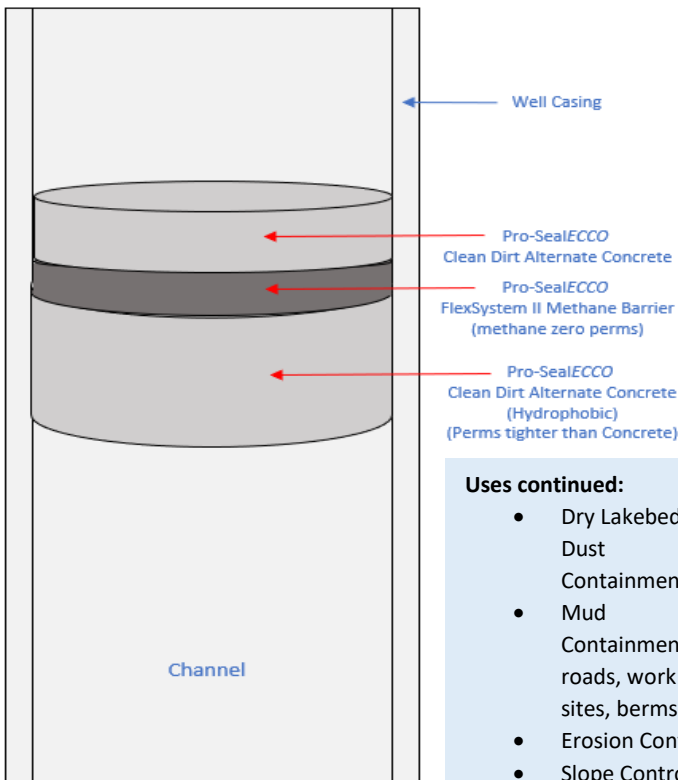 Well Casing
Pro-SealECCO
Clean Dirt Alternate Concrete
Pro-SealECCO
FlexSystem II Methane Barrier
(methane zero perms)
Pro-SealECCO
Clean Dirt Alternate Concrete
(Hydrophobic)
(Perms tighter than Concrete)
Channel
Uses continued:
• Dry Lakebed
Dust
• Mud
roads, work
sites, berms
• Erosion
• Slope